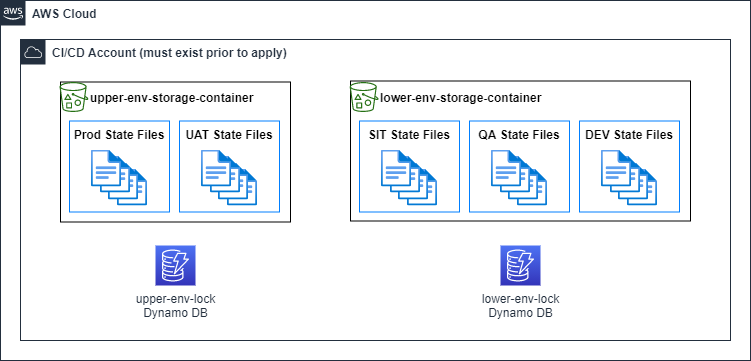 aws
AWS Cloud
CI/CD Account (must exist prior to apply)
upper-env-storage-container
Prod State Files
UAT State Files
lower-env-storage-container
SIT State Files
QA State Files
DEV State Files
upper-env-lock
Dynamo DB
lower-env-lock
Dynamo DB